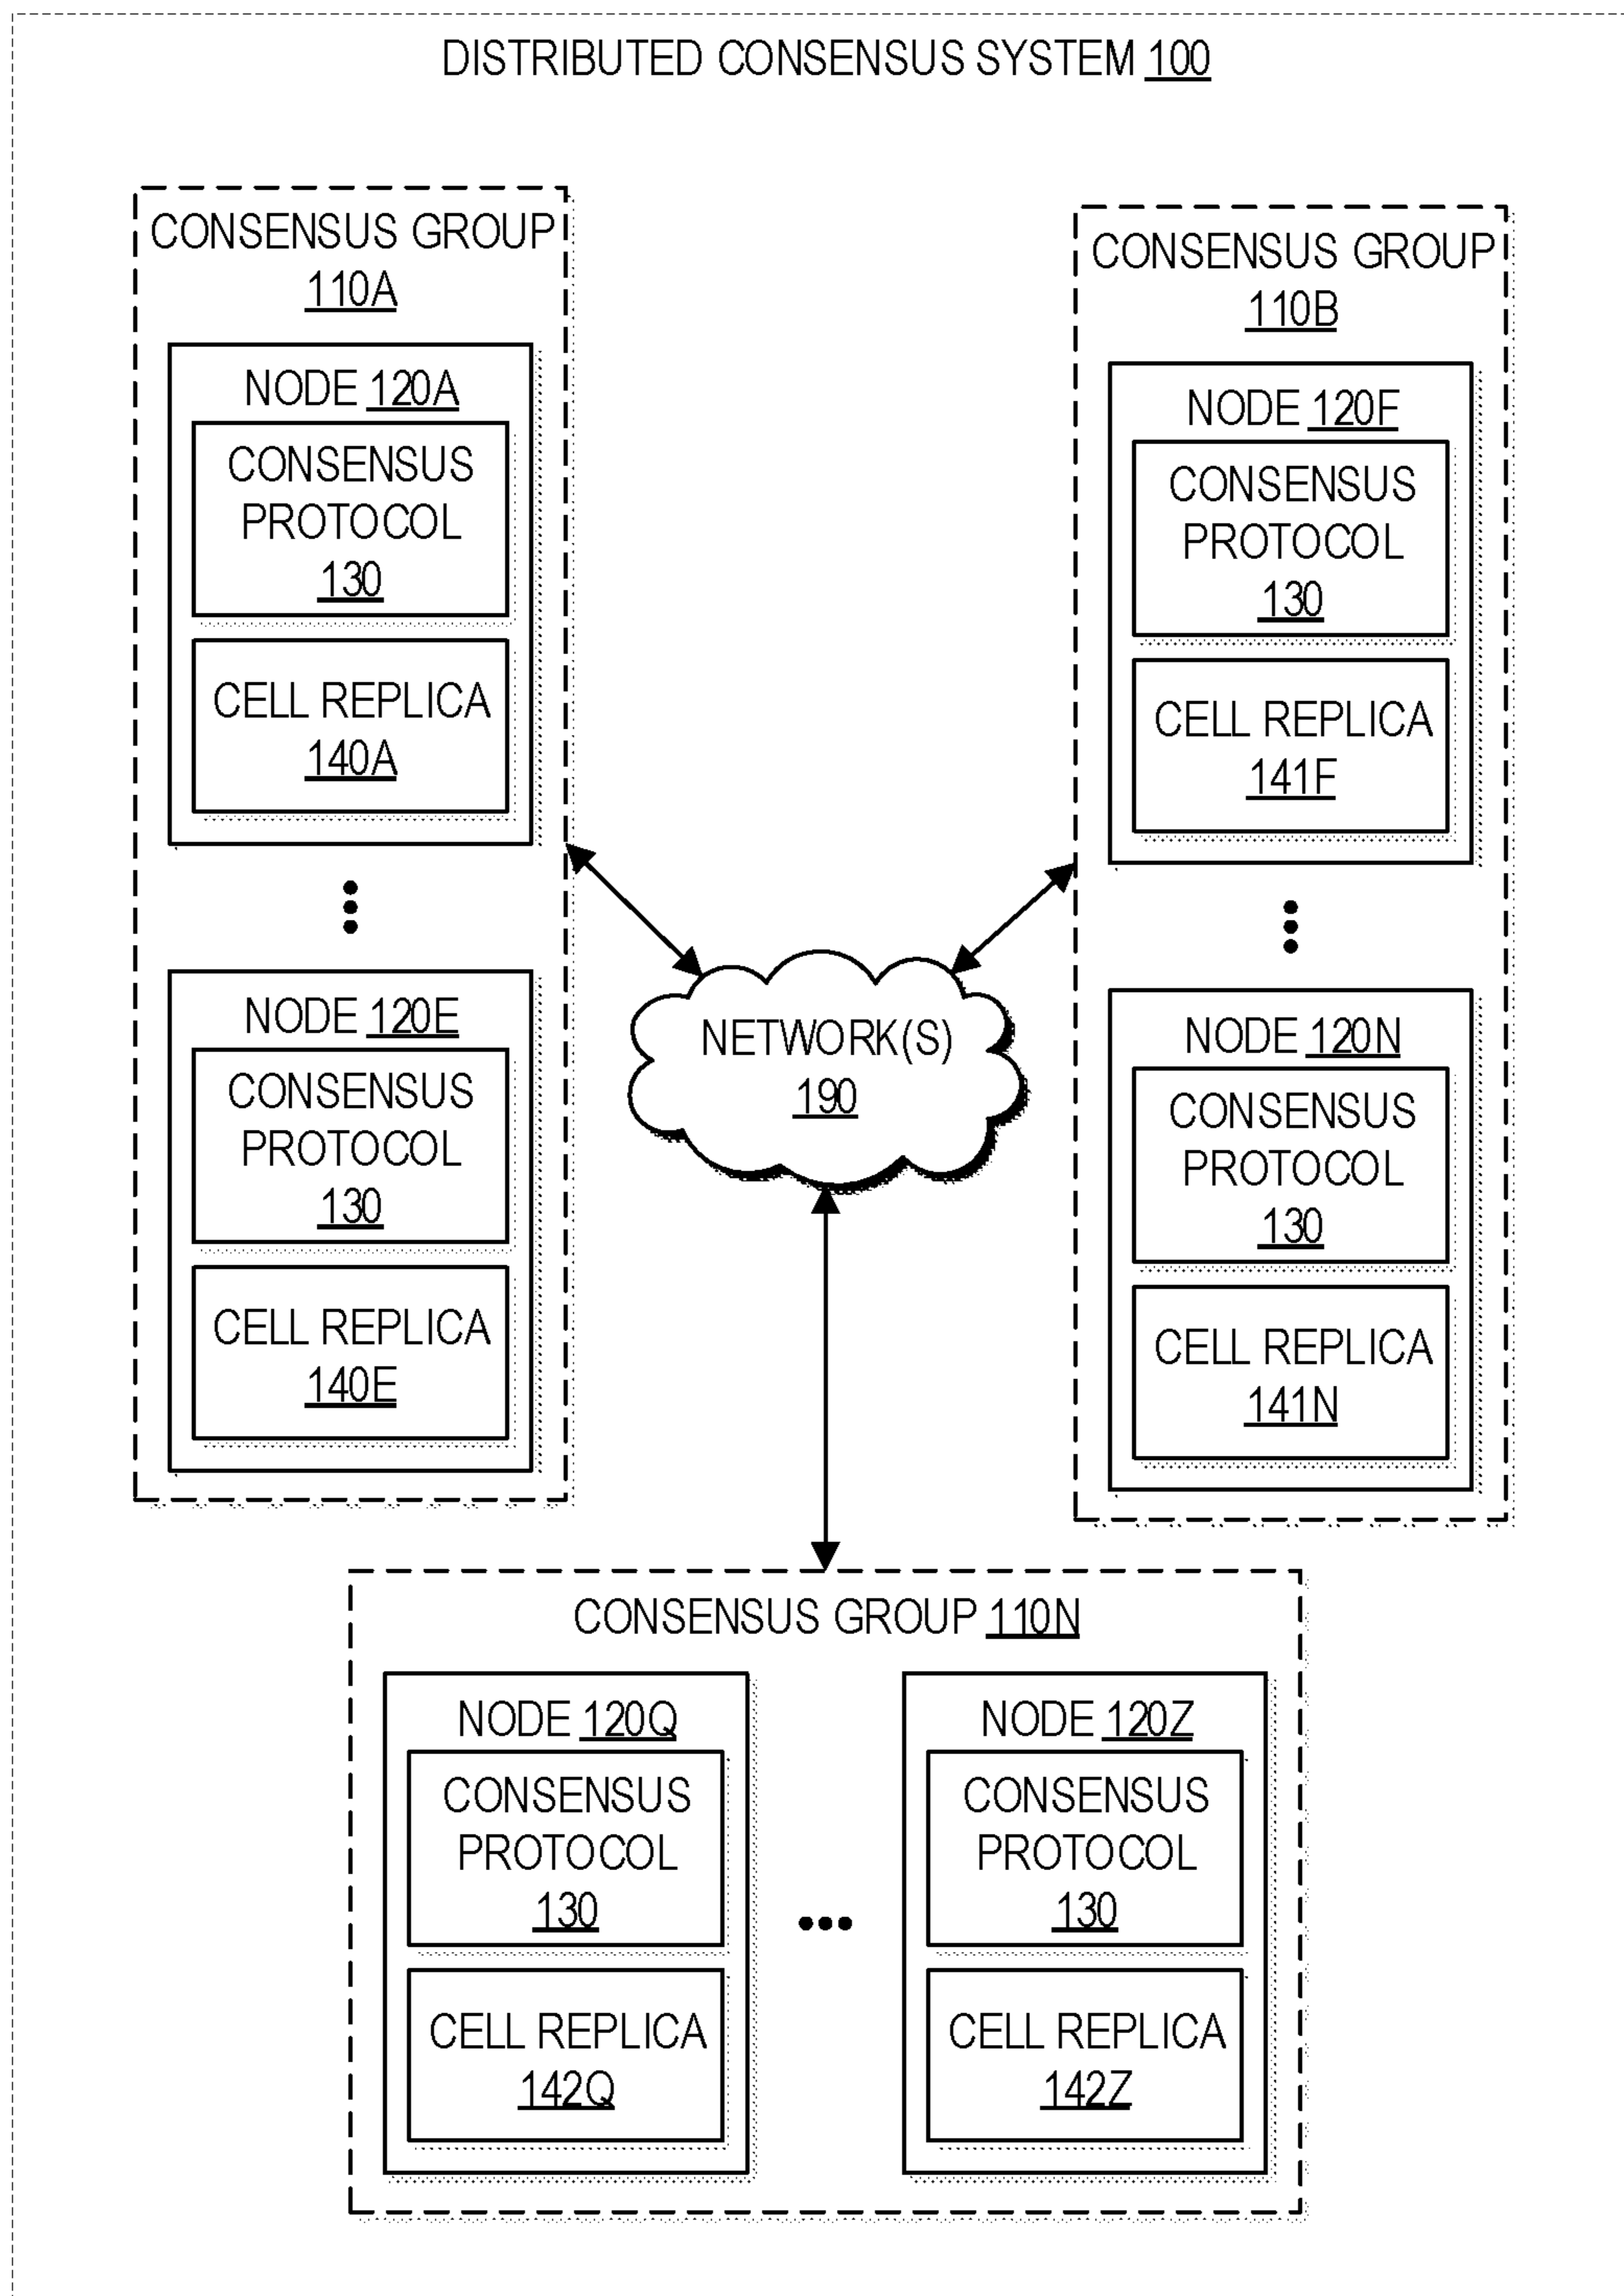 DISTRIBUTED CONSENSUS SYSTEM 100
CONSENSUS GROUP
110A
NODE 120A
CONSENSUS
PROTOCOL
130
CELL REPLICA
140A
NODE 120E
CONSENSUS
PROTOCOL
130
CELL REPLICA
140E
NETWORK(S)
190
CONSENSUS GROUP
110B
NODE 120F
CONSENSUS
PROTOCOL
130
CELL REPLICA
141F
NODE 120N
CONSENSUS
PROTOCOL
130
CELL REPLICA
141N
CONSENSUS GROUP 110N
NODE 120Q
CONSENSUS
PROTOCOL
130
CELL REPLICA
142Q
NODE 120Z
CONSENSUS
PROTOCOL
130
CELL REPLICA
142Z